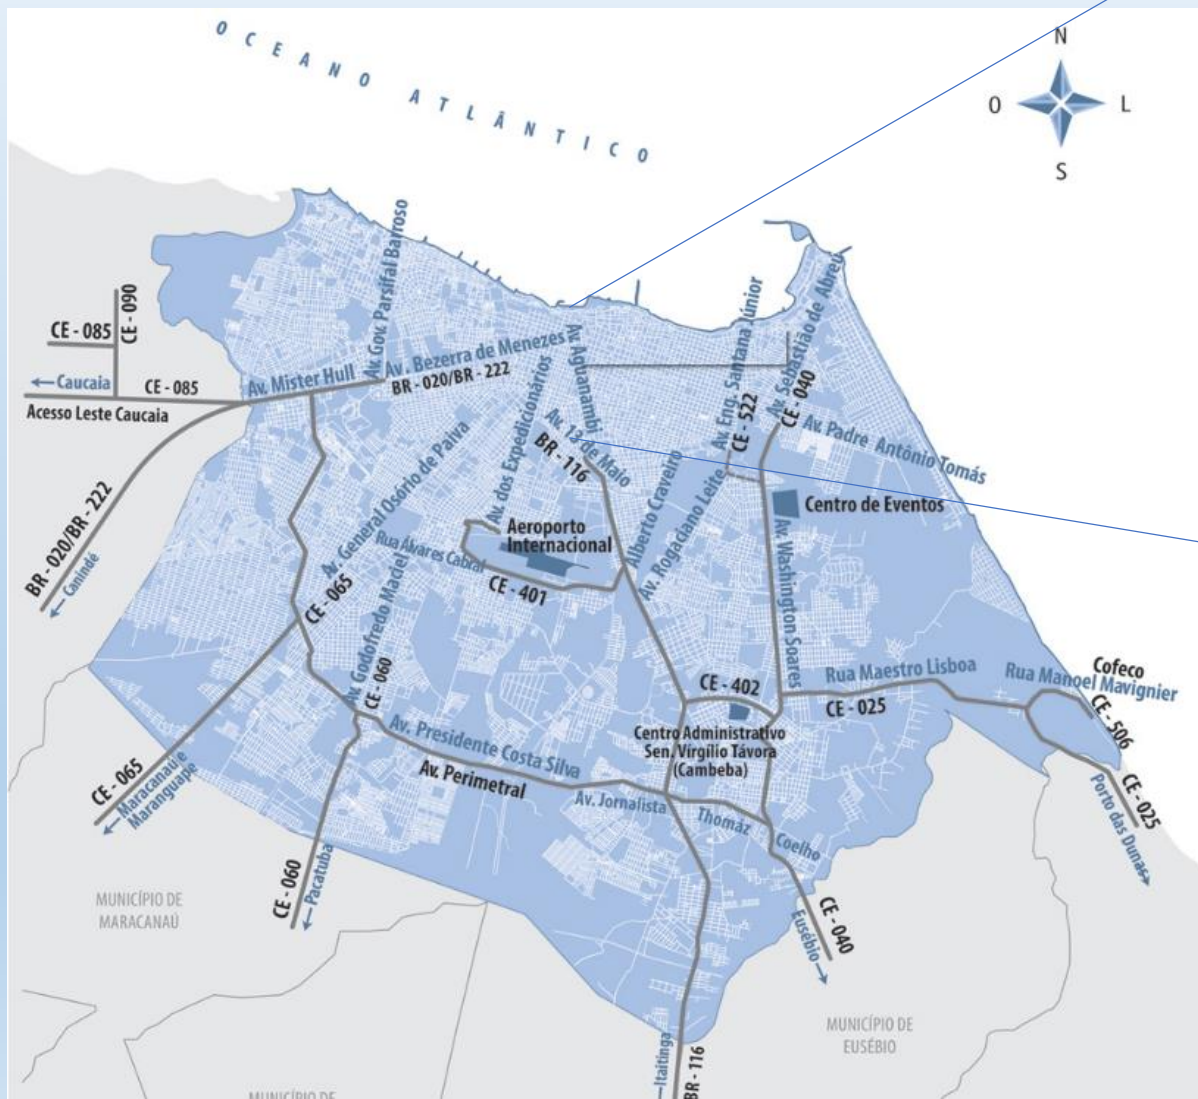 OCEANO ATLÂNTICO
N
O
L
S
Av. Gov. Parsifal Barroso
CE - 090
CE - 085
Caucaia
CE - 085
Acesso Leste Caucaia
Av. Mister Hull
Av. Bezerra de Menezes
BR - 020/BR - 222
Av. Aguanambi
Av. dos Expedicionários
Av. 13 de Maio
BR - 116
Av. Eng. Santana Júnior
CE - 522
Av. Sebastião de Abreu
CE - 040
Av. Padre Antônio Tomás
BR - 020/BR - 222
Canindé
Av. General Osório de Paiva
Rua Álvares Cabral
Aeroporto
Internacional
CE - 401
Alberto Craveiro
Av. Rogaciano Leite
Centro de Eventos
Av. Washington Soares
CE - 065
Av. Godofredo Maciel
CE - 060
CE - 402
Centro Administrativo
Sen. Virgílio Távora
(Cambeba)
Rua Maestro Lisboa
CE - 025
Cofeco
Rua Manoel Mavignier
CE - 506
CE - 025
Porto das Dunas
Av. Presidente Costa Silva
Av. Perimetral
Av. Jornalista
Thomáz
Coelho
CE - 065
Maracanaú e
Maranguape
CE - 060
Pacatuba
CE - 040
Eusébio
MUNICÍPIO DE
MARACANAÚ
MUNICÍPIO DE
EUSÉBIO
Itaitinga
BR - 116
MUNICÍPIO DE